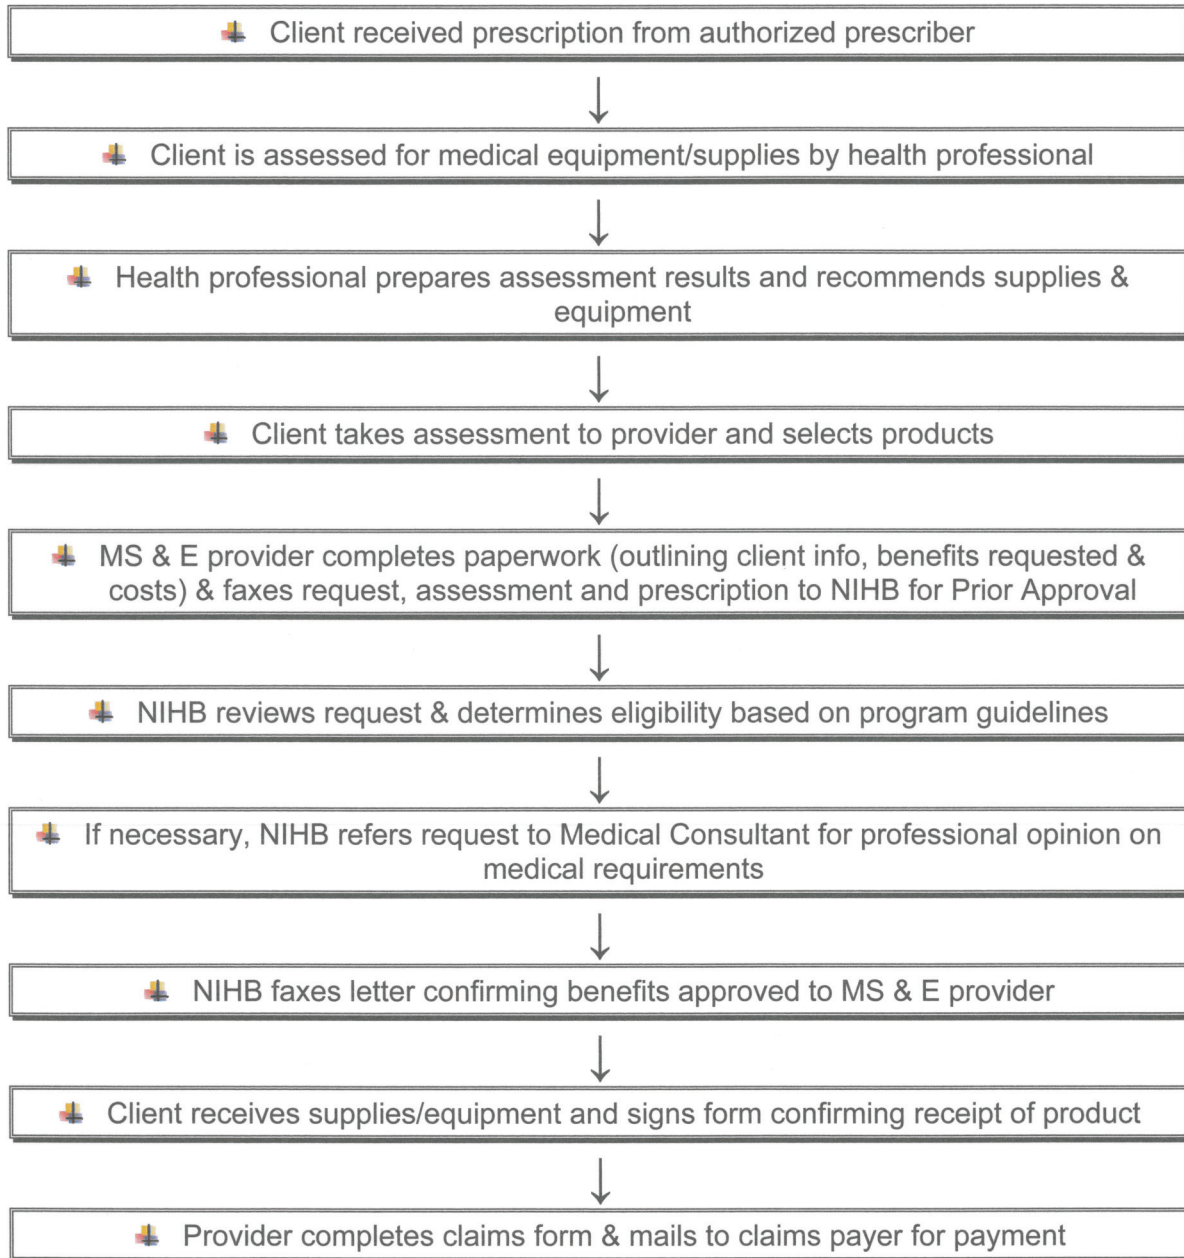 Client received prescription from authorized prescriber
↓
Client is assessed for medical equipment/supplies by health professional
↓
Health professional prepares assessment results and recommends supplies &
equipment
↓
Client takes assessment to provider and selects products
↓
MS & E provider completes paperwork (outlining client info, benefits requested &
costs) & faxes request, assessment and prescription to NIHB for Prior Approval
↓
NIHB reviews request & determines eligibility based on program guidelines
↓
If necessary, NIHB refers request to Medical Consultant for professional opinion on
medical requirements
↓
NIHB faxes letter confirming benefits approved to MS & E provider
↓
Client receives supplies/equipment and signs form confirming receipt of product
↓
Provider completes claims form & mails to claims payer for payment